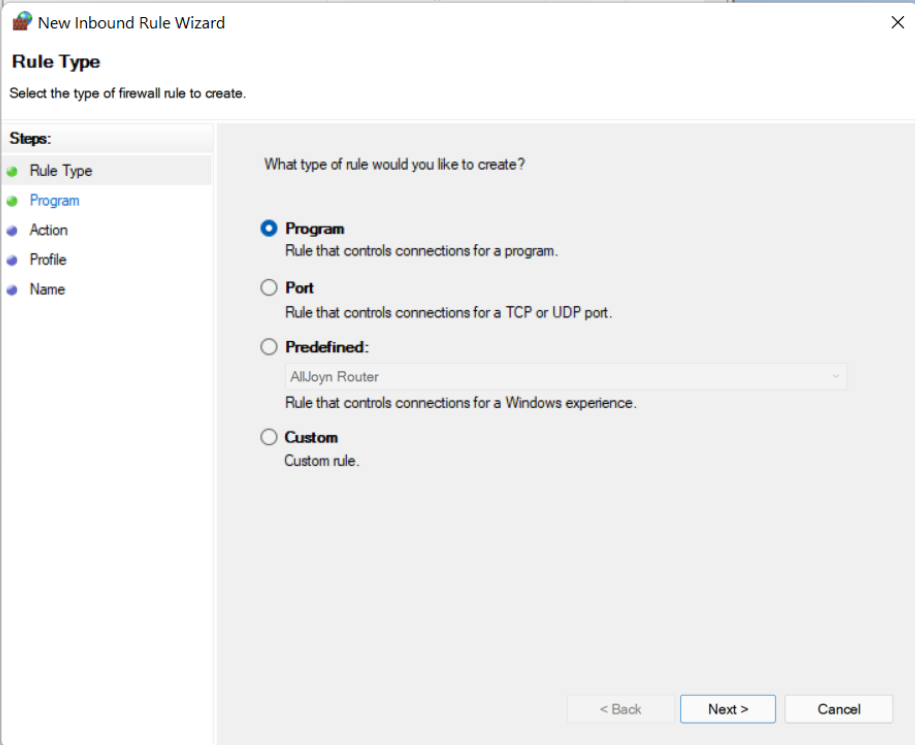 New Inbound Rule Wizard
Rule Type
Select the type of firewall rule to create.
Steps:
Rule Type
Program
Action
Profile
Name
What type of rule would you like to create?
Program
Rule that controls connections for a program.
Port
Rule that controls connections for a TCP or UDP port.
Predefined:
AllJoyn Router
Rule that controls connections for a Windows experience.
Custom
Custom rule.
< Back
Next >
Cancel